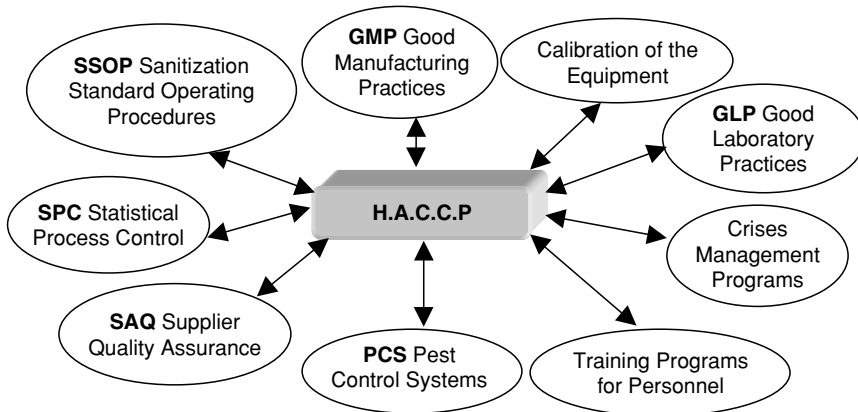 SSOP Sanitization
Standard Operating
Procedures
GMP Good
Manufacturing
Practices
Calibration of the
Equipment
GLP Good
Laboratory
Practices
H.A.C.C.P
SPC Statistical
Process Control
Crises
Management
Programs
SAQ Supplier
Quality Assurance
PCS Pest
Control Systems
Training Programs
for Personnel